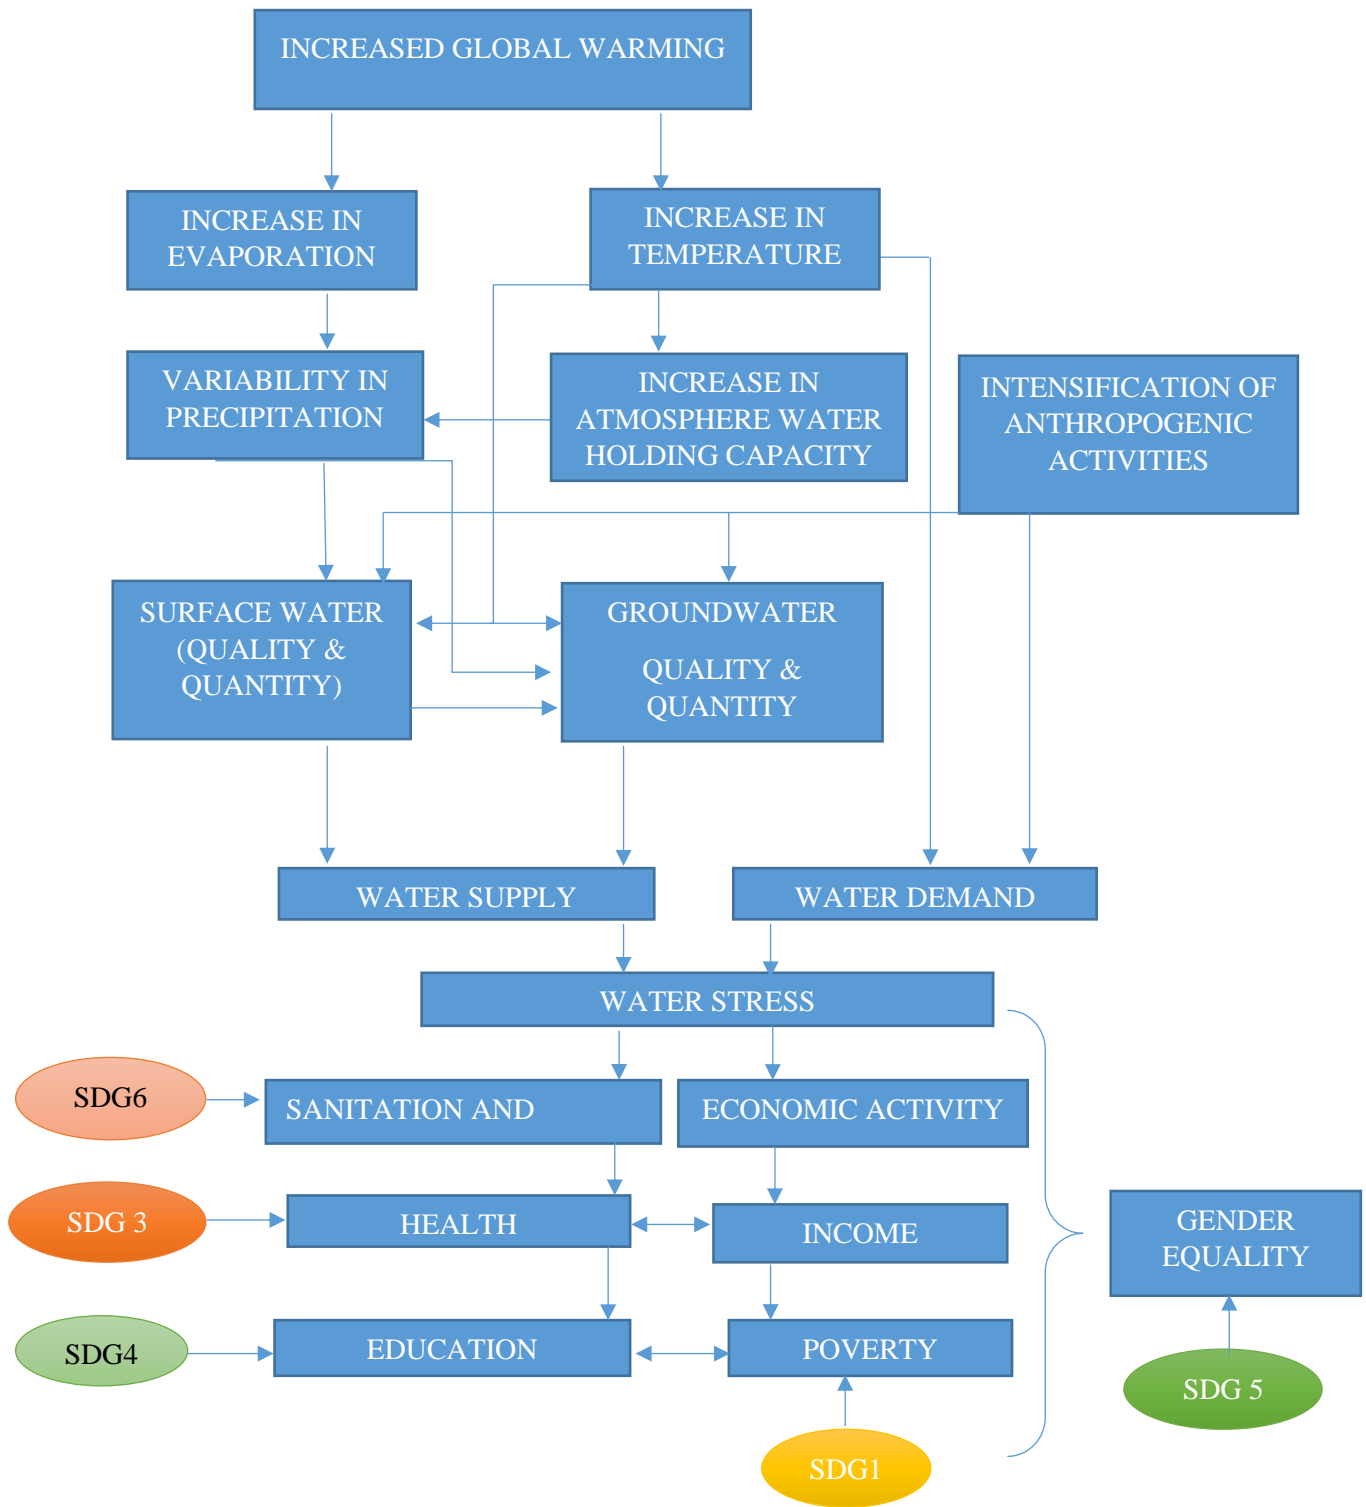 INCREASED GLOBAL WARMING
INCREASE IN
EVAPORATION
INCREASE IN
TEMPERATURE
VARIABILITY IN
PRECIPITATION
INCREASE IN
ATMOSPHERE WATER
HOLDING CAPACITY
INTENSIFICATION OF
ANTHROPOGENIC
ACTIVITIES
SURFACE WATER
(QUALITY &
QUANTITY)
GROUNDWATER
QUALITY &
QUANTITY
WATER SUPPLY
WATER DEMAND
WATER STRESS
SDG6
SANITATION AND
ECONOMIC ACTIVITY
SDG 3
HEALTH
INCOME
GENDER
EQUALITY
SDG4
EDUCATION
POVERTY
SDG 5
SDG1